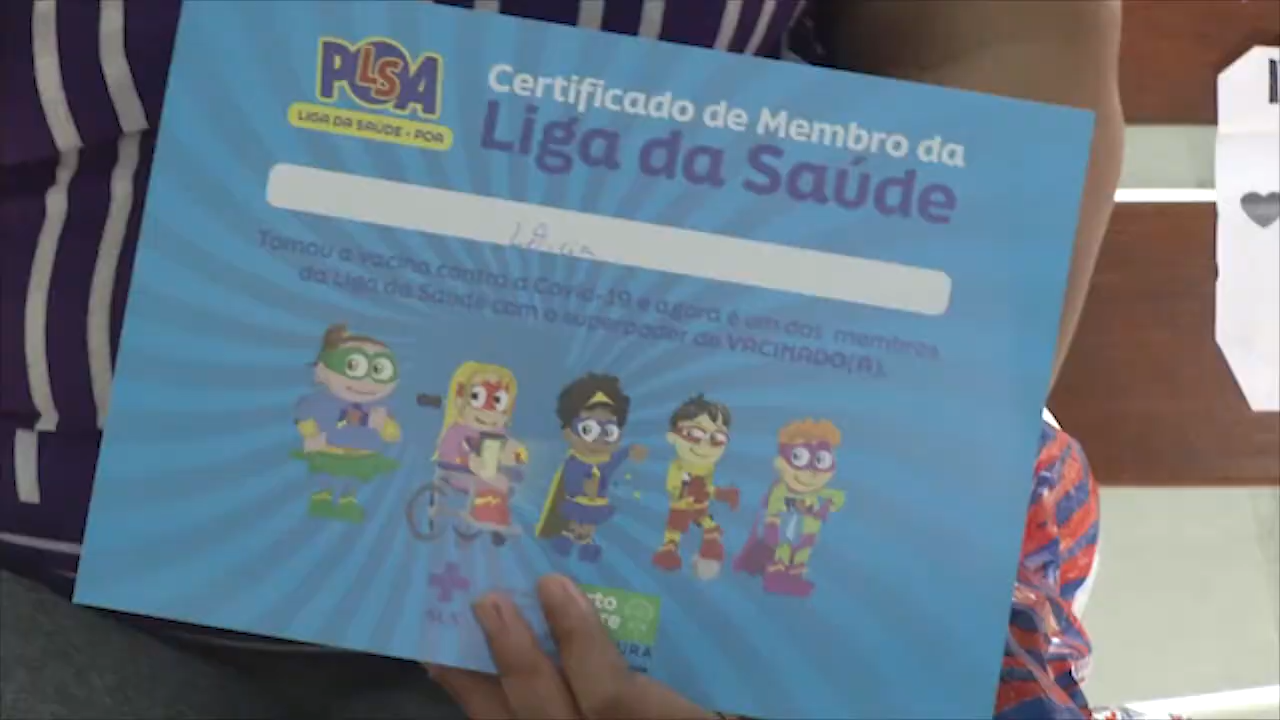 PLSA
LIGA DA SAÚDE • POA
Certificado de Membro da
Liga da Saúde
Tomou a vacina contra a Covid-19 e agora é um dos membros
da Liga da Saúde com o superpoder de VACINADO(A).
SUS